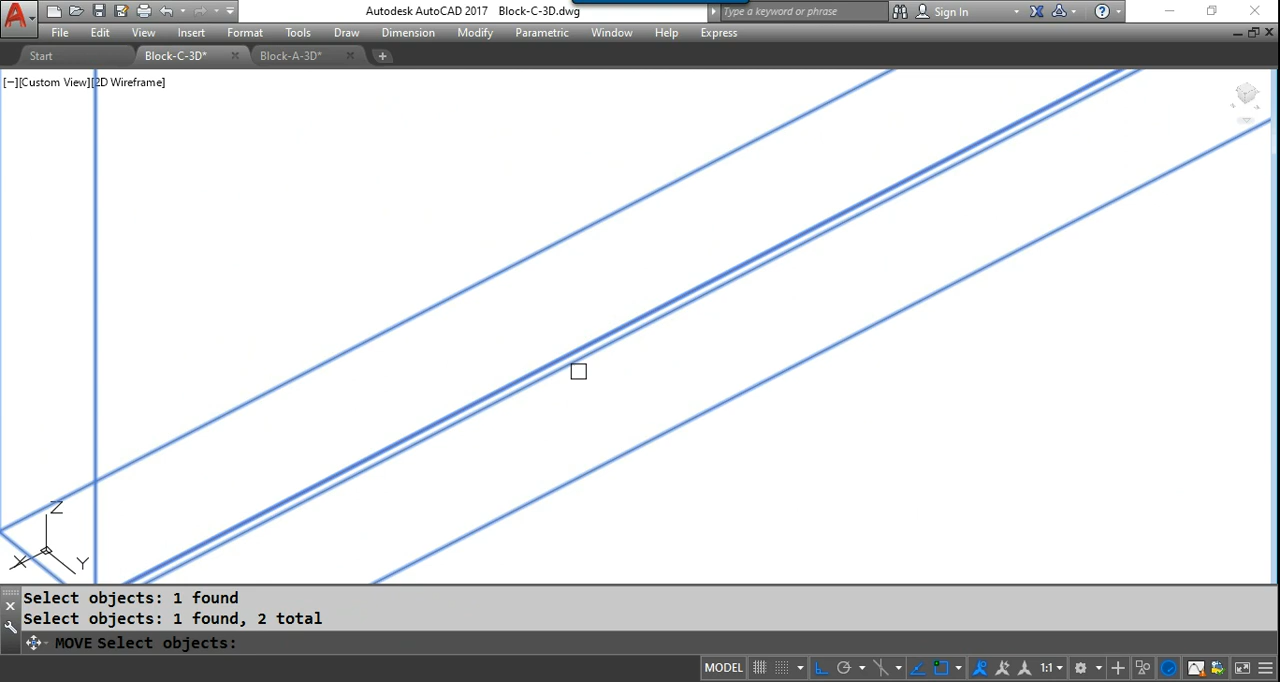 Autodesk AutoCAD 2017 Block-C-3D.dwg
Type a keyword or phrase
Sign In
File Edit View Insert Format Tools Draw Dimension Modify Parametric Window Help Express
Start Block-C-3D* Block-A-3D*
[−][Custom View][2D Wireframe]
Z
X Y
Select objects: 1 found
Select objects: 1 found, 2 total
MOVE Select objects:
MODEL 1:1